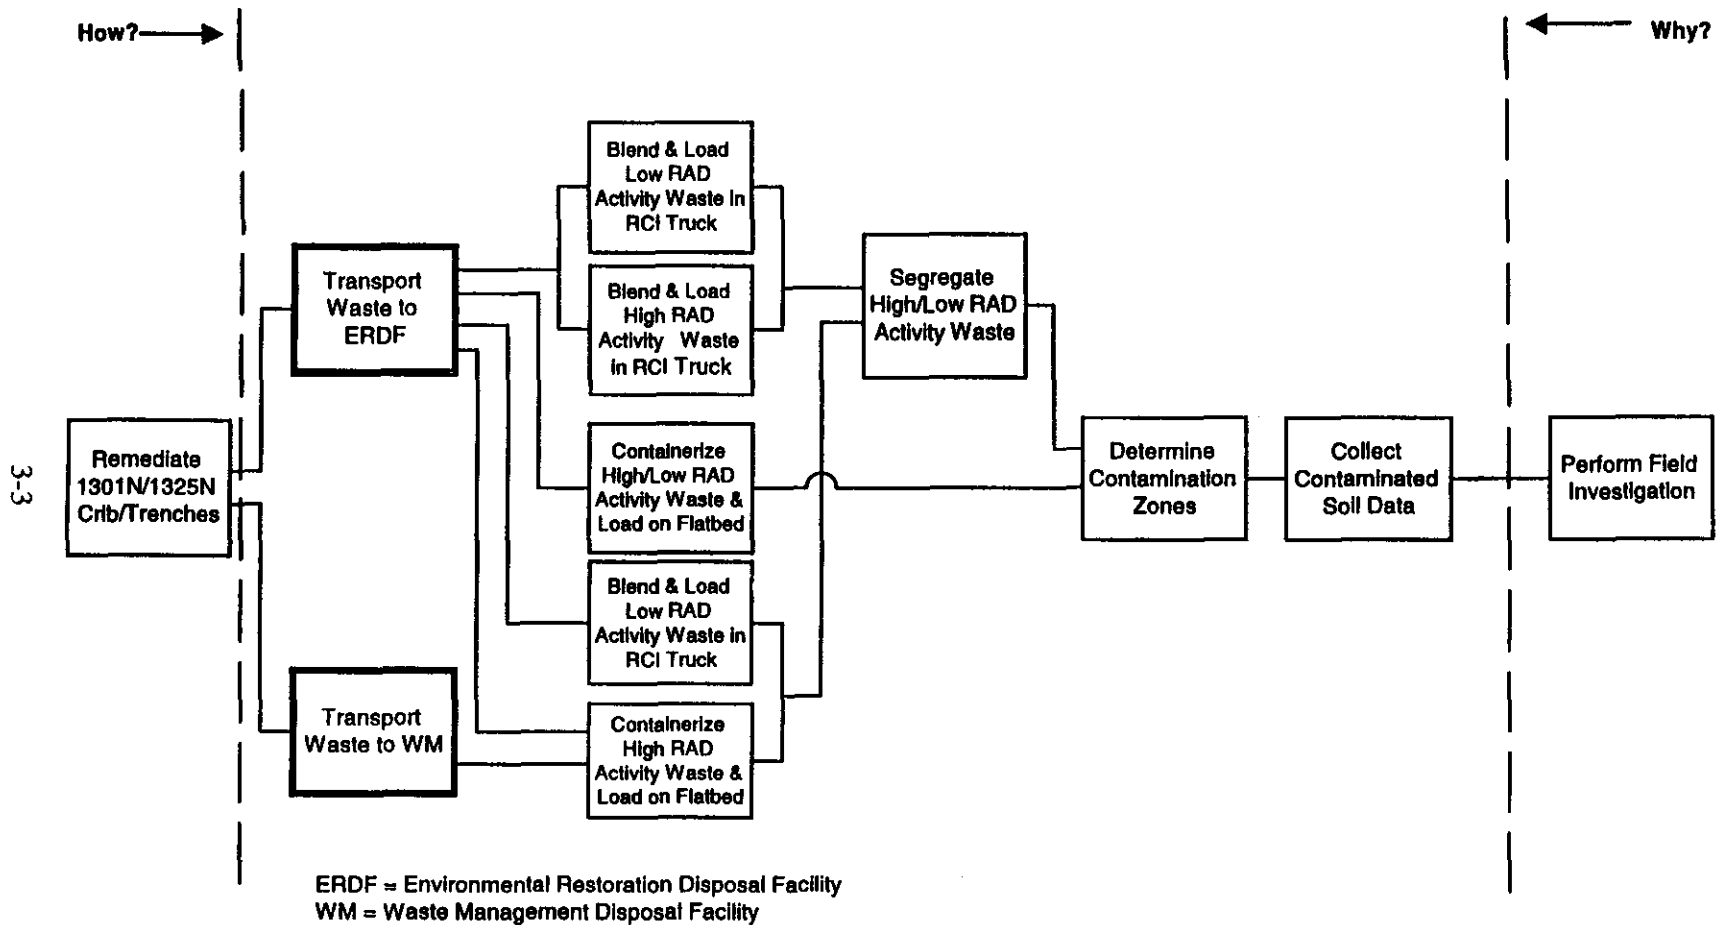 How?
Why?
Blend & Load
Low RAD
Activity Waste in
RCI Truck
Transport
Waste to
ERDF
Blend & Load
High RAD
Activity Waste
in RCI Truck
Segregate
High/Low RAD
Activity Waste
Remediate
1301N/1325N
Crib/Trenches
Containerize
High/Low RAD
Activity Waste &
Load on Flatbed
Determine
Contamination
Zones
Collect
Contaminated
Soil Data
Perform Field
Investigation
3-3
Blend & Load
Low RAD
Activity Waste in
RCI Truck
Transport
Waste to WM
Containerize
High RAD
Activity Waste &
Load on Flatbed
ERDF = Environmental Restoration Disposal Facility
WM = Waste Management Disposal Facility